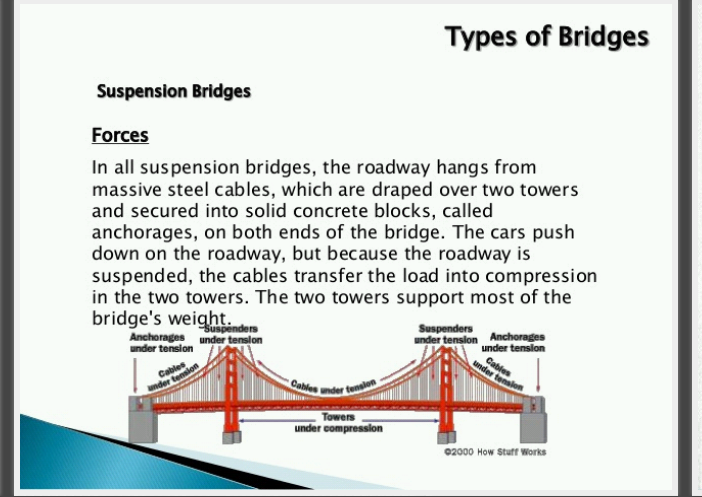 Types of Bridges
Suspension Bridges
Forces
In all suspension bridges, the roadway hangs from
massive steel cables, which are draped over two towers
and secured into solid concrete blocks, called
anchorages, on both ends of the bridge. The cars push
down on the roadway, but because the roadway is
suspended, the cables transfer the load into compression
in the two towers. The two towers support most of the
bridge's weight.
Anchorages
under tension
Suspenders
under tension
Suspenders
under tension
Anchorages
under tension
Cables
under tension
Cables under tension
Cables
under tension
Towers
under compression
©2000 How Stuff Works